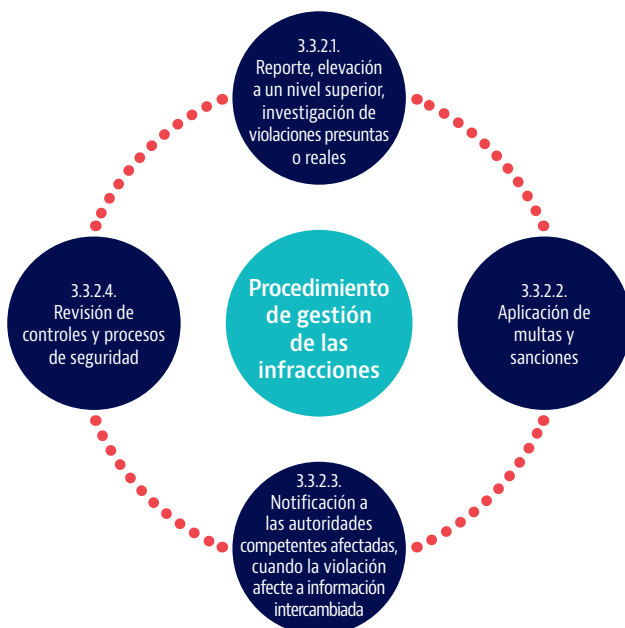 3.3.2.1.
Reporte, elevación
a un nivel superior,
investigación de
violaciones presuntas
o reales
3.3.2.4.
Revisión de
controles y procesos
de seguridad
Procedimiento
de gestión
de las
infracciones
3.3.2.2.
Aplicación de
multas y
sanciones
3.3.2.3.
Notificación a
las autoridades
competentes afectadas,
cuando la violación
afecte a información
intercambiada